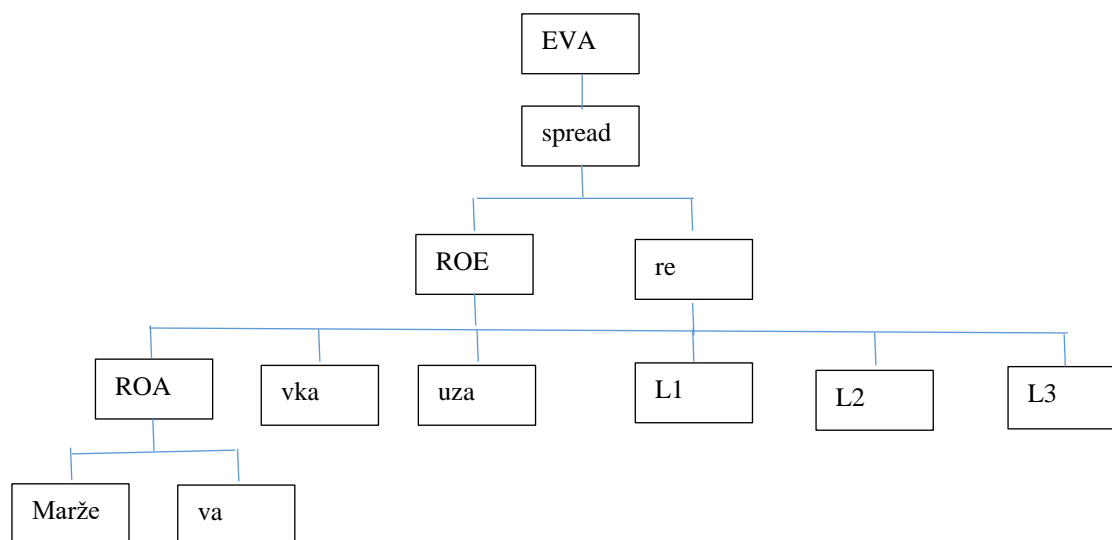 EVA
spread
ROE
re
ROA
vka
uza
L1
L2
L3
Marže
va